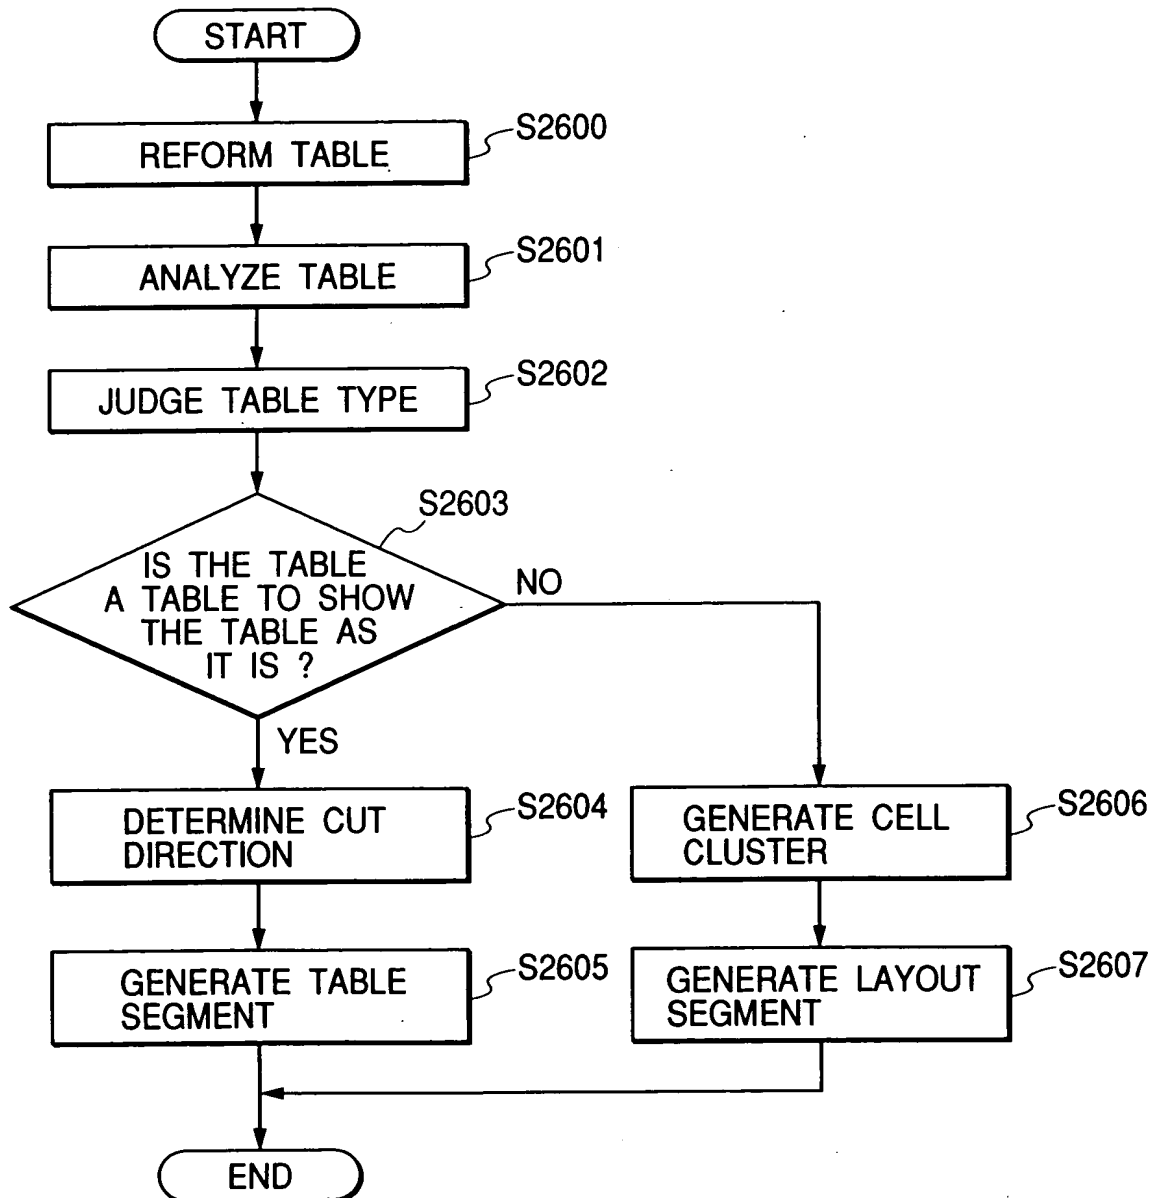 START
REFORM TABLE
S2600
ANALYZE TABLE
S2601
JUDGE TABLE TYPE
S2602
S2603
IS THE TABLE
A TABLE TO SHOW
THE TABLE AS
IT IS ?
NO
YES
DETERMINE CUT
DIRECTION
S2604
GENERATE CELL
CLUSTER
S2606
GENERATE TABLE
SEGMENT
S2605
GENERATE LAYOUT
SEGMENT
S2607
END